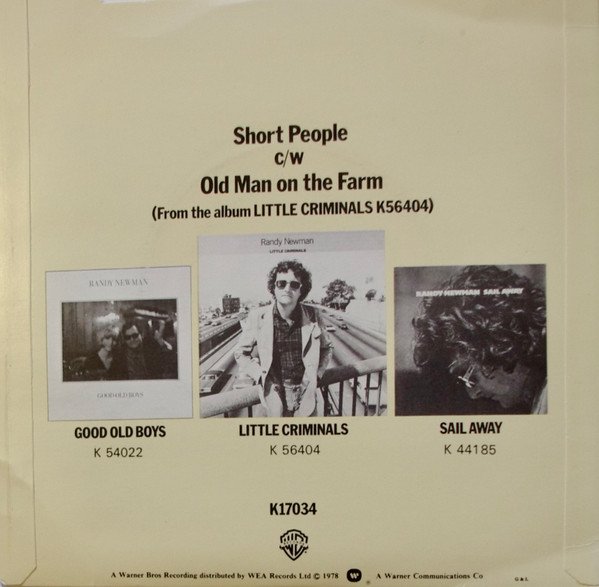 Short People
c/w
Old Man on the Farm
(From the album LITTLE CRIMINALS K56404)
Randy Newman
LITTLE CRIMINALS
RANDY NEWMAN
GOOD OLD BOYS
RANDY NEWMAN SAIL AWAY
GOOD OLD BOYS
K 54022
LITTLE CRIMINALS
K 56404
SAIL AWAY
K 44185
K17034
A Warner Bros Recording distributed by WEA Records Ltd © 1978 A Warner Communications Co
G & L